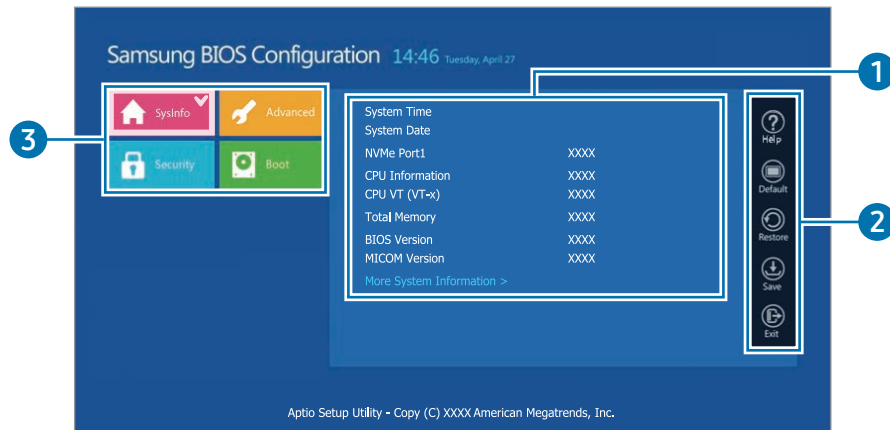 Samsung BIOS Configuration 14:46 Tuesday, April 27
1
SysInfo
Advanced
Security
Boot
3
System Time
System Date
NVMe Port1 XXXX
CPU Information XXXX
CPU VT (VT-x) XXXX
Total Memory XXXX
BIOS Version XXXX
MICOM Version XXXX
More System Information >
Help
Default
Restore
Save
Exit
2
Aptio Setup Utility - Copy (C) XXXX American Megatrends, Inc.